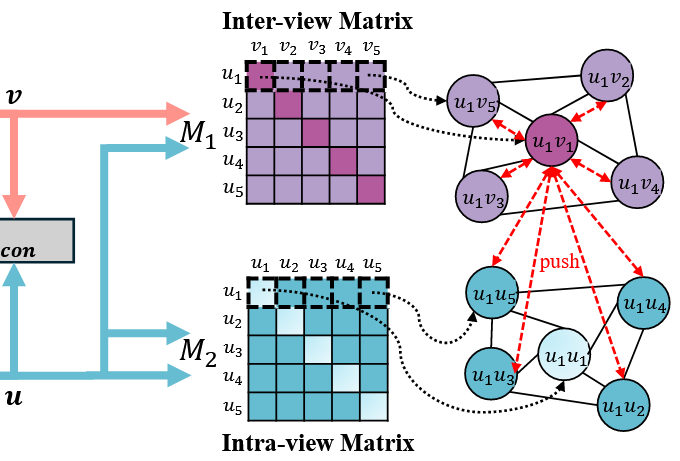 Inter-view Matrix
v₁ v₂ v₃ v₄ v₅
u₁
u₂
u₃
u₄
u₅
v
M₁
con
u
M₂
u₁v₂
u₁v₅
u₁v₁
u₁v₃
u₁v₄
push
u₁ u₂ u₃ u₄ u₅
u₁
u₂
u₃
u₄
u₅
u₁u₅
u₁u₄
u₁u₁
u₁u₃
u₁u₂
Intra-view Matrix